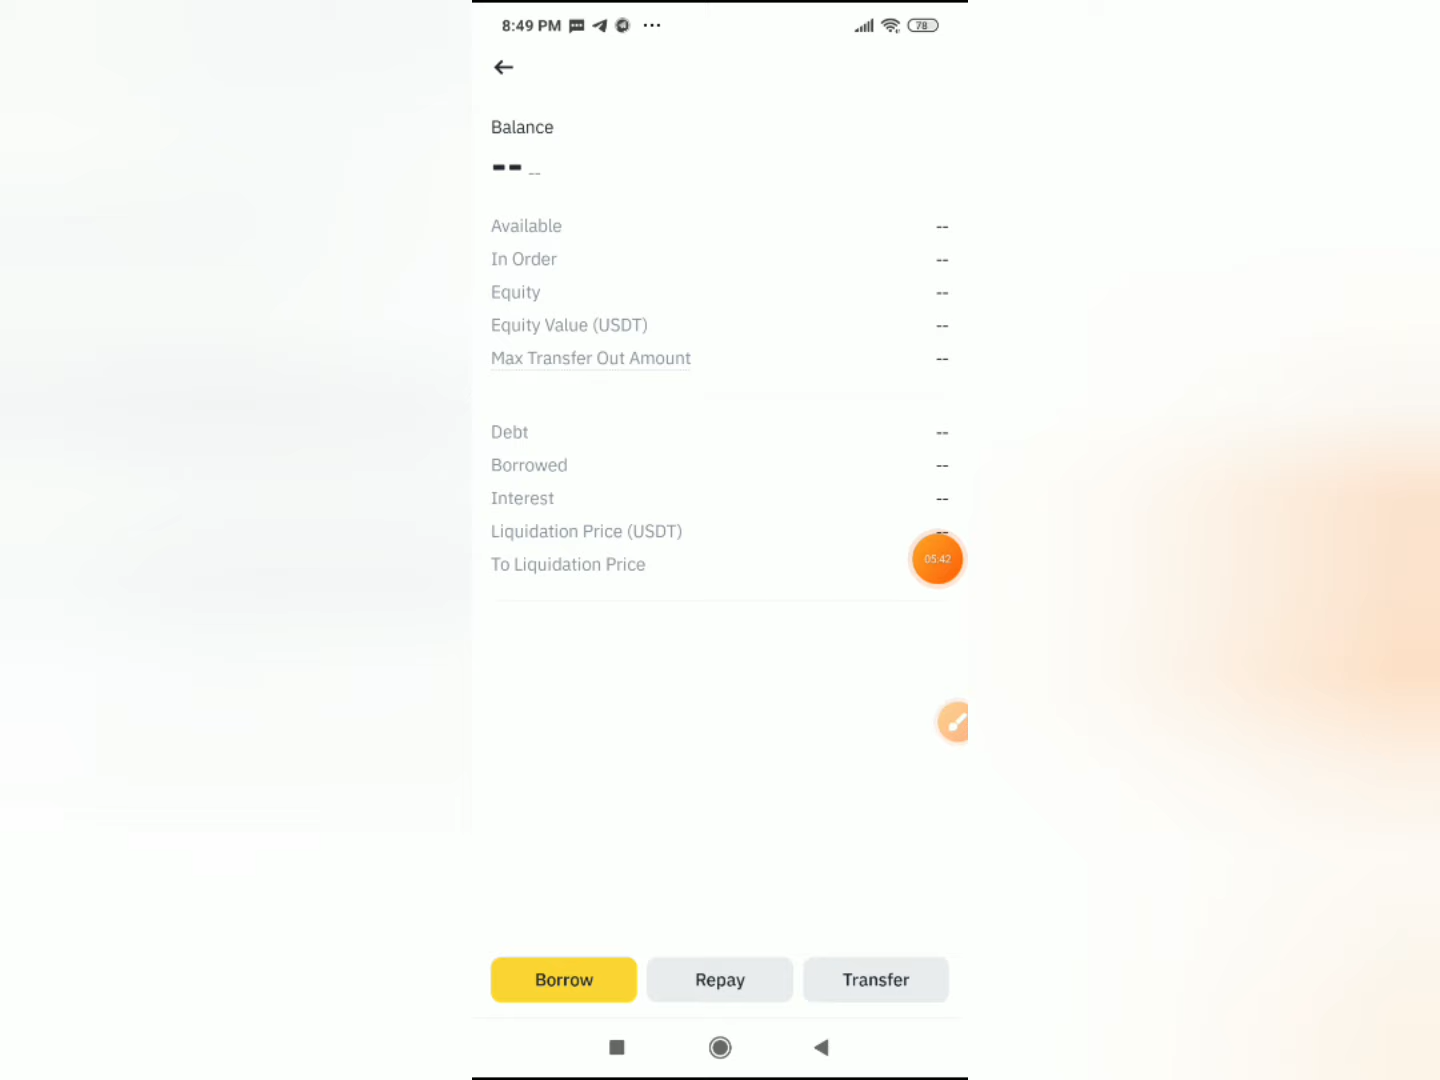 8:49 PM ... 78
Balance
-- --
Available --
In Order --
Equity --
Equity Value (USDT) --
Max Transfer Out Amount --
Debt --
Borrowed --
Interest --
Liquidation Price (USDT) --
05:42
To Liquidation Price
Borrow Repay Transfer